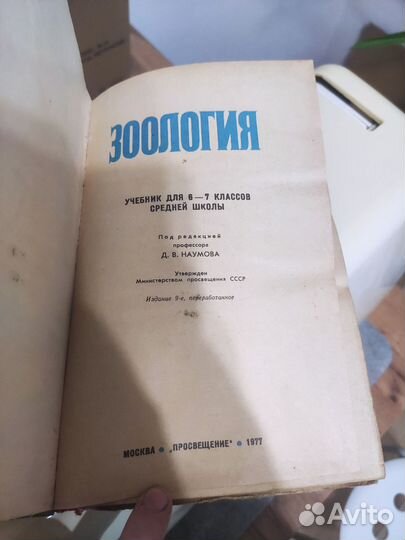 ЗООЛОГИЯ
УЧЕБНИК ДЛЯ 6—7 КЛАССОВ
СРЕДНЕЙ ШКОЛЫ
Под редакцией
профессора
Д. В. НАУМОВА
Утвержден
Министерством просвещения СССР
Издание 9-е, переработанное
МОСКВА • „ПРОСВЕЩЕНИЕ" • 1977
Avito